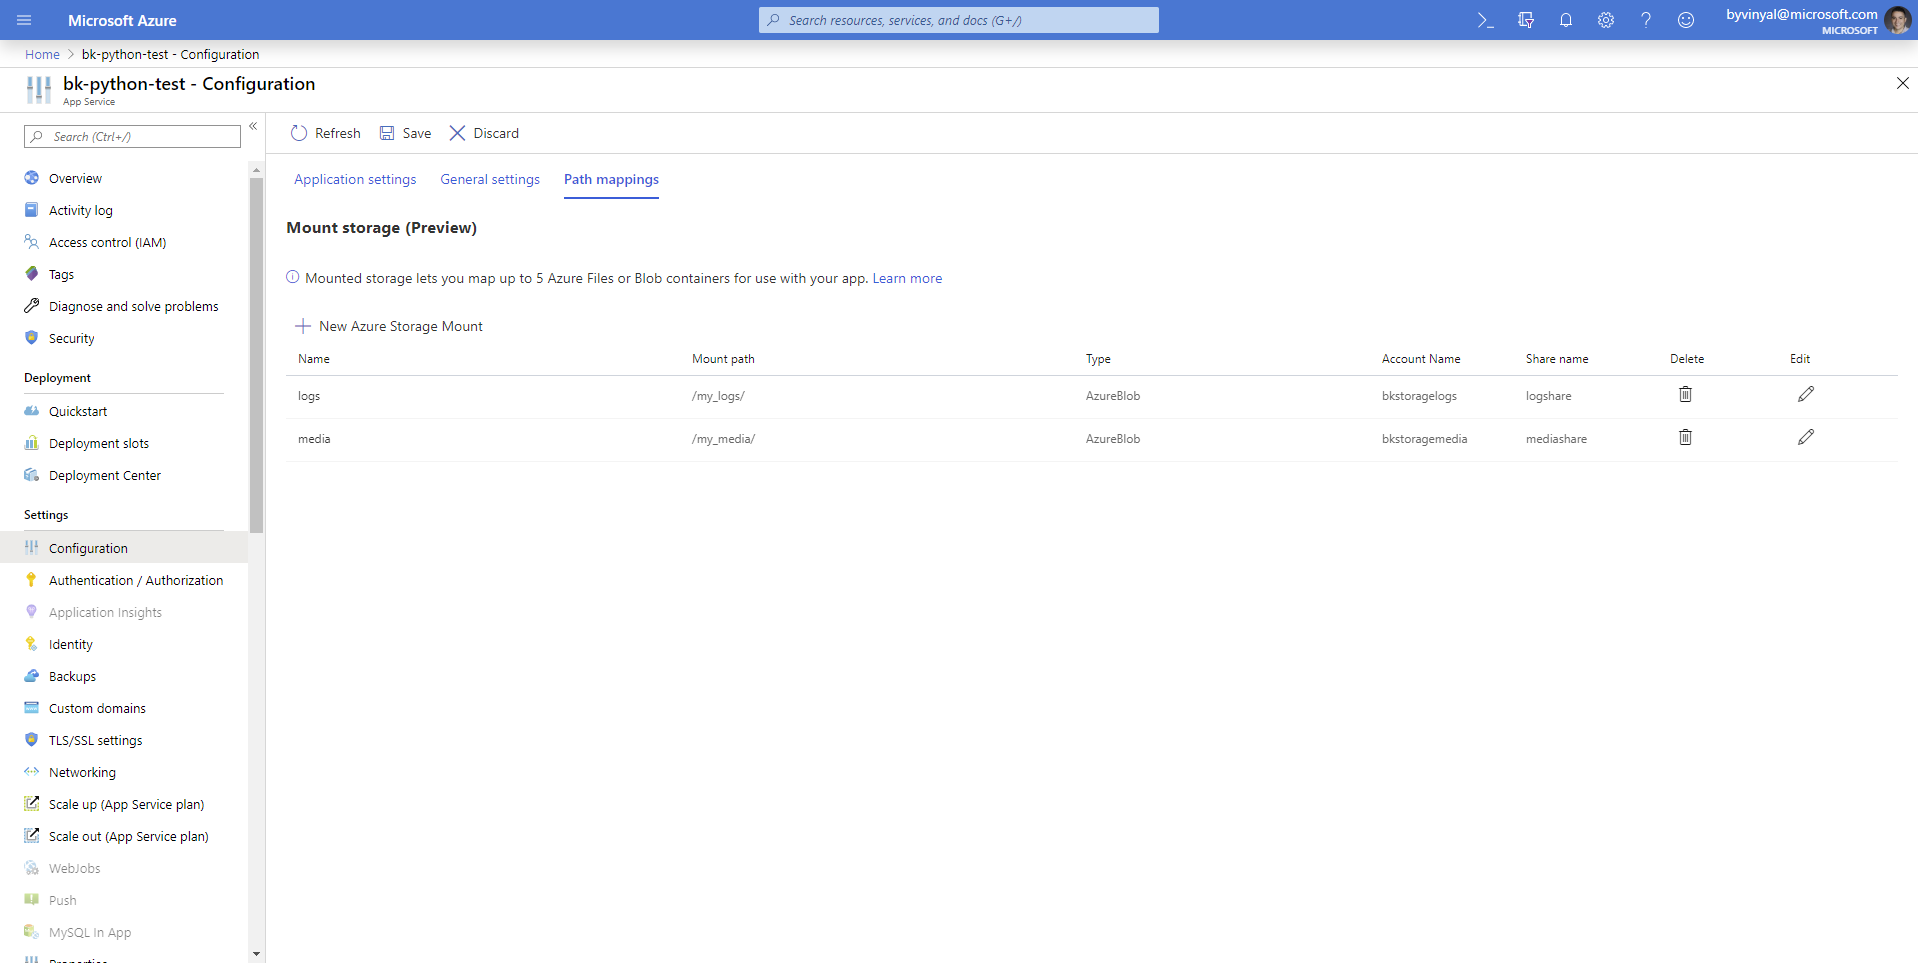 Microsoft Azure
Search resources, services, and docs (G+/)
byvinyal@microsoft.com
MICROSOFT
Home > bk-python-test - Configuration
bk-python-test - Configuration
App Service
Search (Ctrl+/)
«
Overview
Activity log
Access control (IAM)
Tags
Diagnose and solve problems
Security
Deployment
Quickstart
Deployment slots
Deployment Center
Settings
Configuration
Authentication / Authorization
Application Insights
Identity
Backups
Custom domains
TLS/SSL settings
Networking
Scale up (App Service plan)
Scale out (App Service plan)
WebJobs
Push
MySQL In App
Properties
Refresh Save Discard
Application settings General settings Path mappings
Mount storage (Preview)
Mounted storage lets you map up to 5 Azure Files or Blob containers for use with your app. Learn more
New Azure Storage Mount
Name Mount path Type Account Name Share name Delete Edit
logs /my_logs/ AzureBlob bkstoragelogs logshare
media /my_media/ AzureBlob bkstoragemedia mediashare